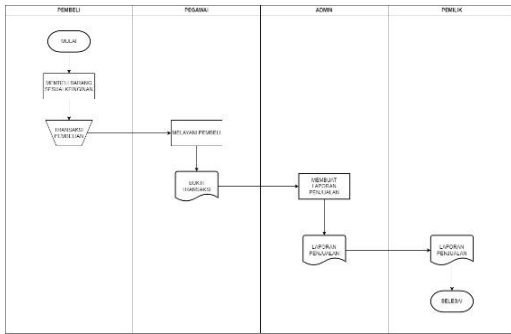 PEMBELI
PEGAWAI
ADMIN
PEMILIK
MULAI
MEMBELI BARANG
SESUAI KEINGINAN
TRANSAKSI
PEMBELIAN
MELAYANI PEMBELI
BUKTI
TRANSAKSI
MEMBUAT
LAPORAN
PENJUALAN
LAPORAN
PENJUALAN
LAPORAN
PENJUALAN
SELESAI